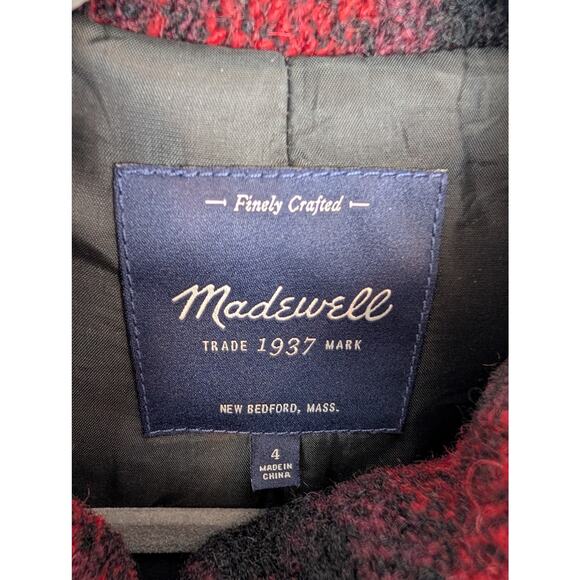 Finely Crafted
Madewell
TRADE 1937 MARK
NEW BEDFORD, MASS.
4
MADE IN
CHINA